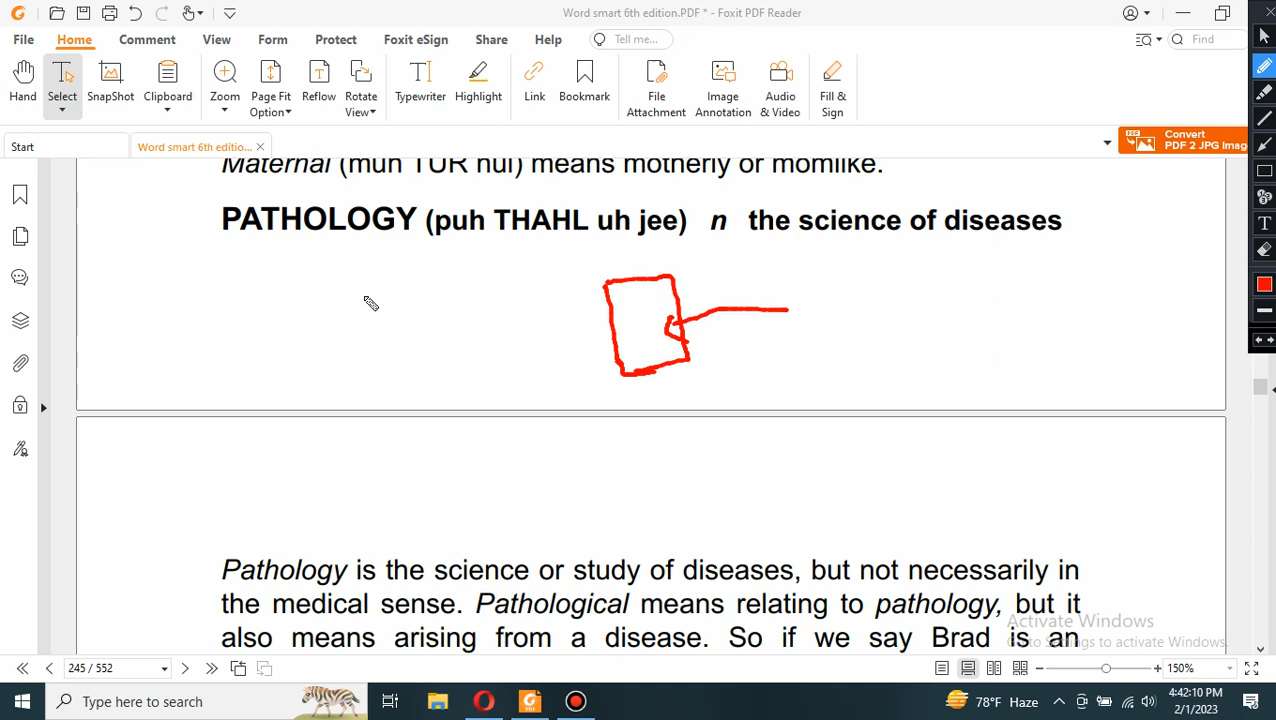 Word smart 6th edition.PDF * - Foxit PDF Reader
File Home Comment View Form Protect Foxit eSign Share Help Tell me... Find
Hand Select SnapShot Clipboard Zoom Page Fit Option Reflow Rotate View Typewriter Highlight Link Bookmark File Attachment Image Annotation Audio & Video Fill & Sign
Start Word smart 6th editio... Convert PDF 2 JPG Imag
Maternal (muh TUR nul) means motherly or momlike.
PATHOLOGY (puh THAHL uh jee) n the science of diseases
Pathology is the science or study of diseases, but not necessarily in
the medical sense. Pathological means relating to pathology, but it
also means arising from a disease. So if we say Brad is an
Activate Windows
Go to Settings to activate Windows.
245 / 552 150%
Type here to search 78°F Haze 4:42:10 PM
2/1/2023